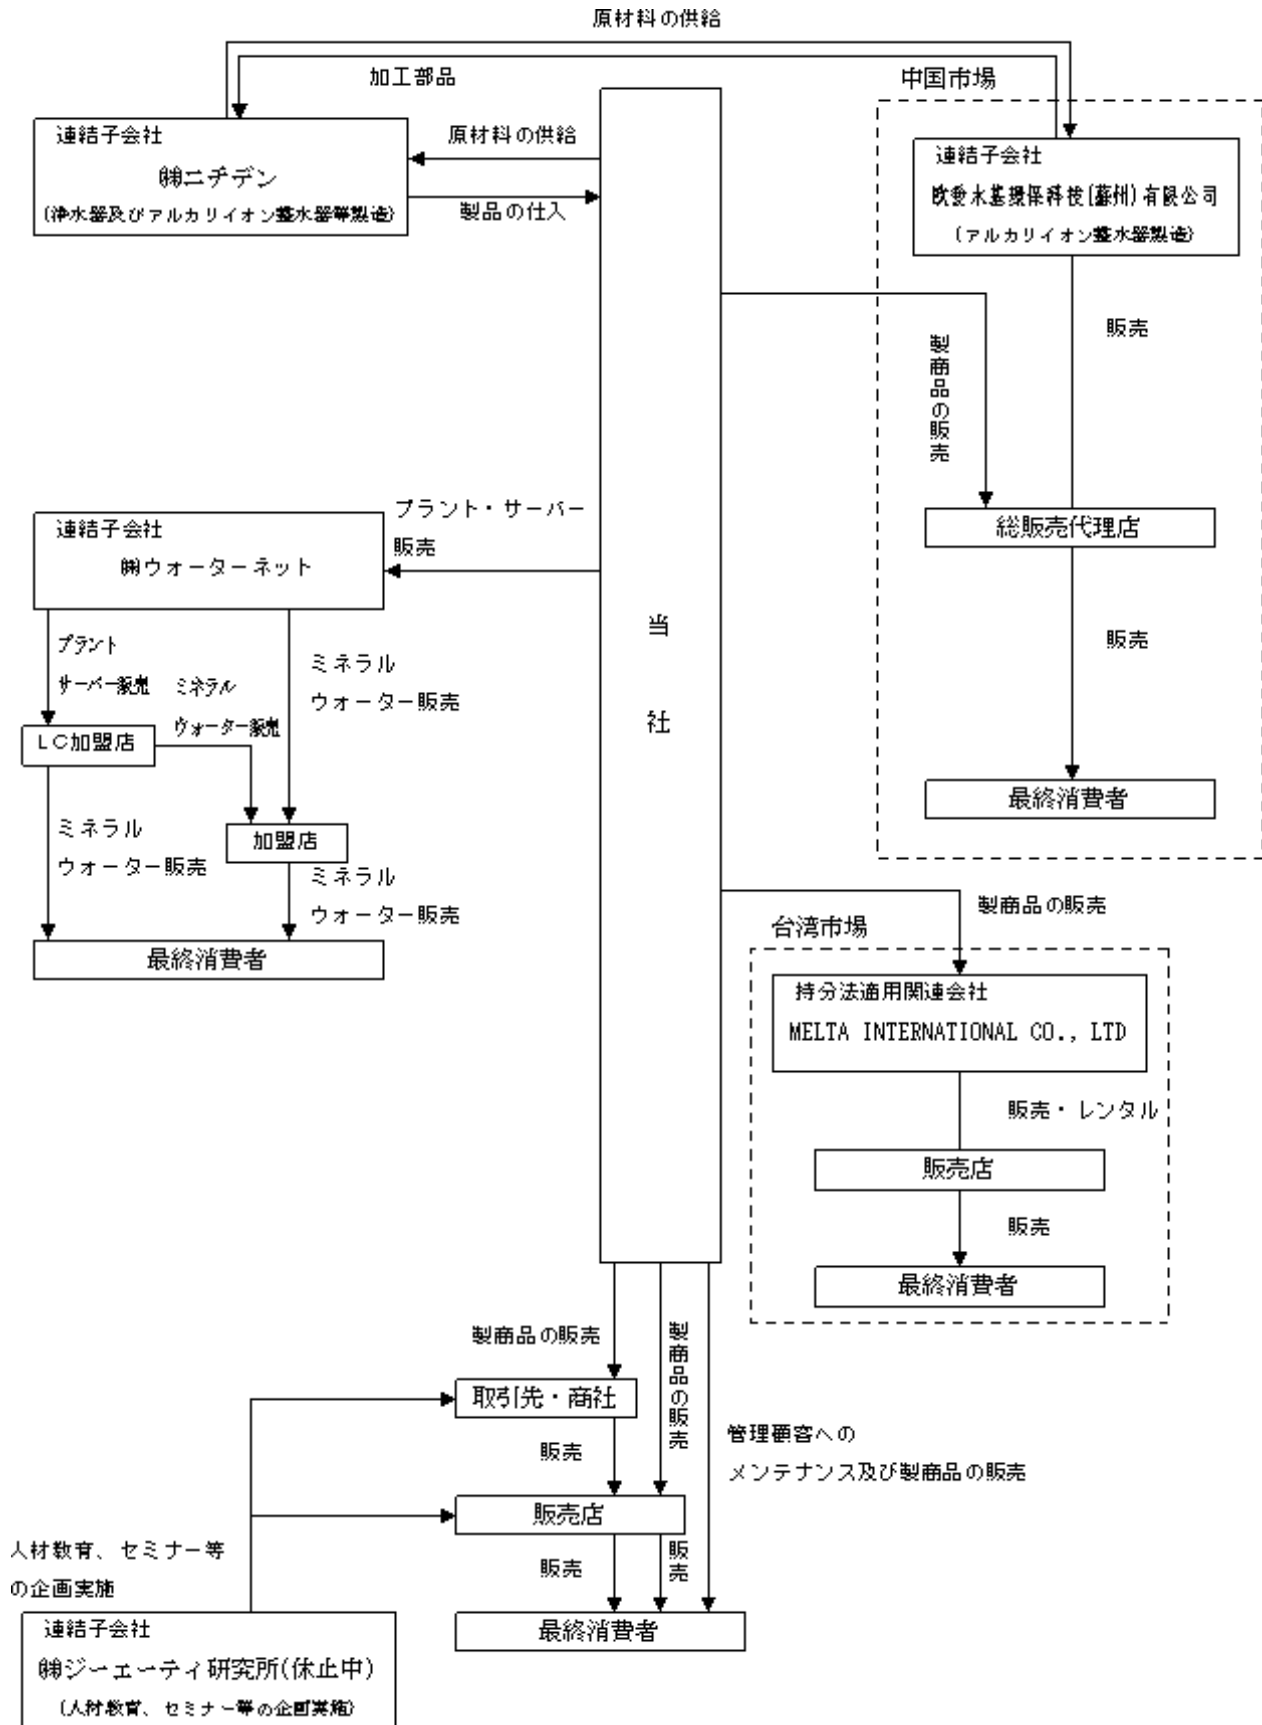 原材料の供給
加工部品
中国市場
連結子会社
㈱ニチデン
(浄水器及びアルカリイオン整水器等製造)
原材料の供給
製品の仕入
連結子会社
欧愛水基環保科技(蘇州)有限公司
(アルカリイオン整水器製造)
販売
製商品の販売
総販売代理店
販売
最終消費者
プラント・サーバー
販売
連結子会社
㈱ウォーターネット
当社
プラント
サーバー販売
ミネラル
ウォーター販売
ミネラル
ウォーター販売
LC加盟店
加盟店
ミネラル
ウォーター販売
ミネラル
ウォーター販売
最終消費者
製商品の販売
台湾市場
持分法適用関連会社
MELTA INTERNATIONAL CO., LTD
販売・レンタル
販売店
販売
最終消費者
製商品の販売
製商品の販売
取引先・商社
販売
管理顧客への
メンテナンス及び製商品の販売
販売店
販売
販売
最終消費者
人材教育、セミナー等
の企画実施
連結子会社
㈱ジーエーティ研究所(休止中)
(人材教育、セミナー等の企画実施)